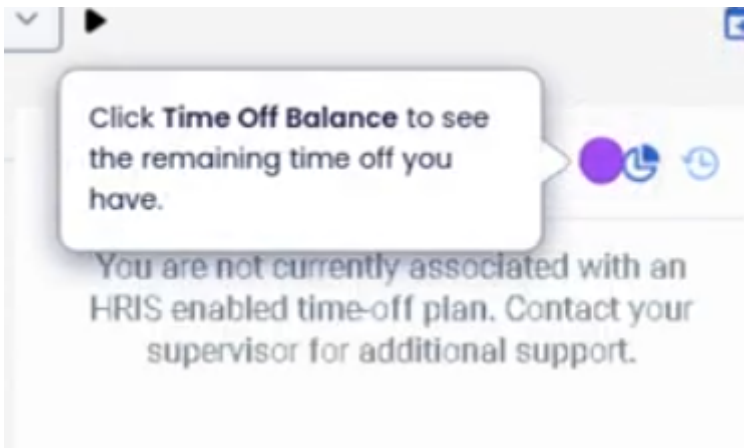 Click Time Off Balance to see
the remaining time off you
have.
You are not currently associated with an
HRIS enabled time-off plan. Contact your
supervisor for additional support.